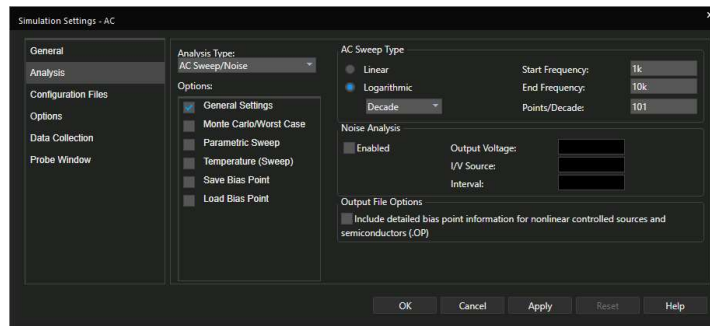 Simulation Settings - AC
General
Analysis
Configuration Files
Options
Data Collection
Probe Window
Analysis Type:
AC Sweep/Noise
Options:
General Settings
Monte Carlo/Worst Case
Parametric Sweep
Temperature (Sweep)
Save Bias Point
Load Bias Point
AC Sweep Type
Linear
Logarithmic
Decade
Start Frequency: 1k
End Frequency: 10k
Points/Decade: 101
Noise Analysis
Enabled
Output Voltage:
I/V Source:
Interval:
Output File Options
Include detailed bias point information for nonlinear controlled sources and
semiconductors (.OP)
OK Cancel Apply Reset Help